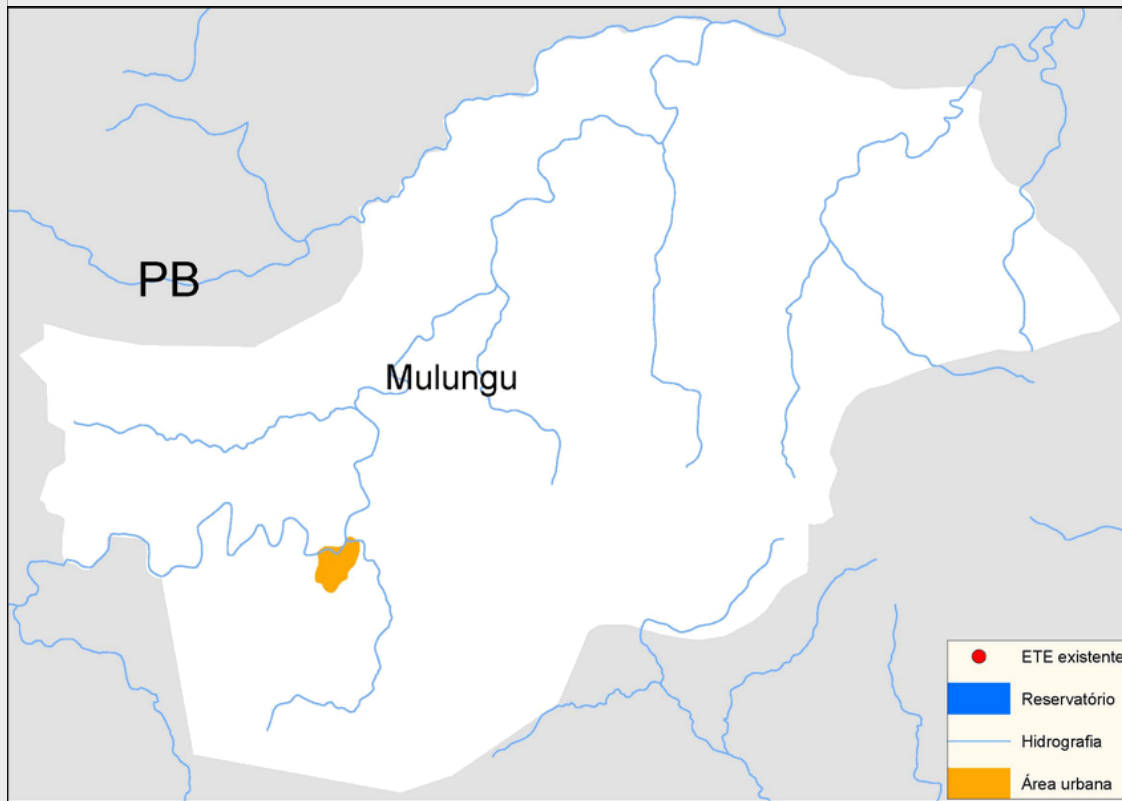 PB
Mulungu
ETE existente
Reservatório
Hidrografia
Área urbana